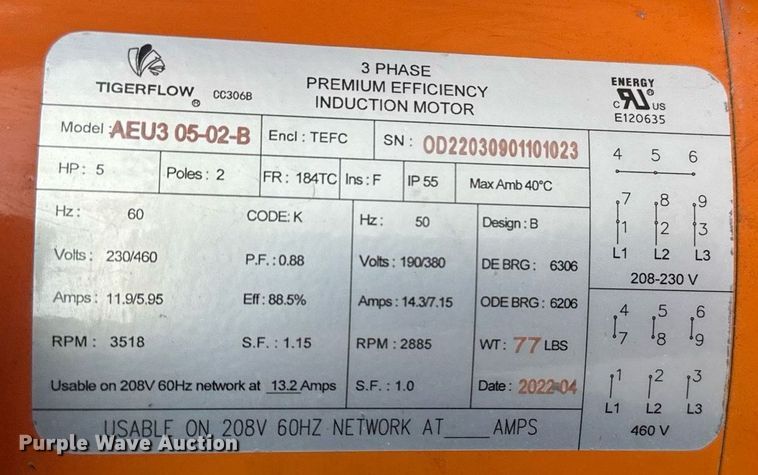 TIGERFLOW ® CC306B
3 PHASE
PREMIUM EFFICIENCY
INDUCTION MOTOR
ENERGY
C RU US
E120635
Model: AEU3 05-02-B Encl : TEFC SN : OD22030901101023
HP : 5 Poles : 2 FR : 184TC Ins : F IP 55 Max Amb 40°C
Hz : 60 CODE: K Hz : 50 Design : B
Volts : 230/460 P.F. : 0.88 Volts : 190/380 DE BRG : 6306
Amps : 11.9/5.95 Eff : 88.5% Amps : 14.3/7.15 ODE BRG : 6206
RPM : 3518 S.F. : 1.15 RPM : 2885 WT : 77 LBS
Usable on 208V 60Hz network at 13.2 Amps S.F. : 1.0 Date : 2022-04
USABLE ON 208V 60HZ NETWORK AT____ AMPS
4 5 6
7 8 9
1 2 3
L1 L2 L3
208-230 V
4 5 6
7 8 9
1 2 3
L1 L2 L3
460 V
Purple Wave Auction